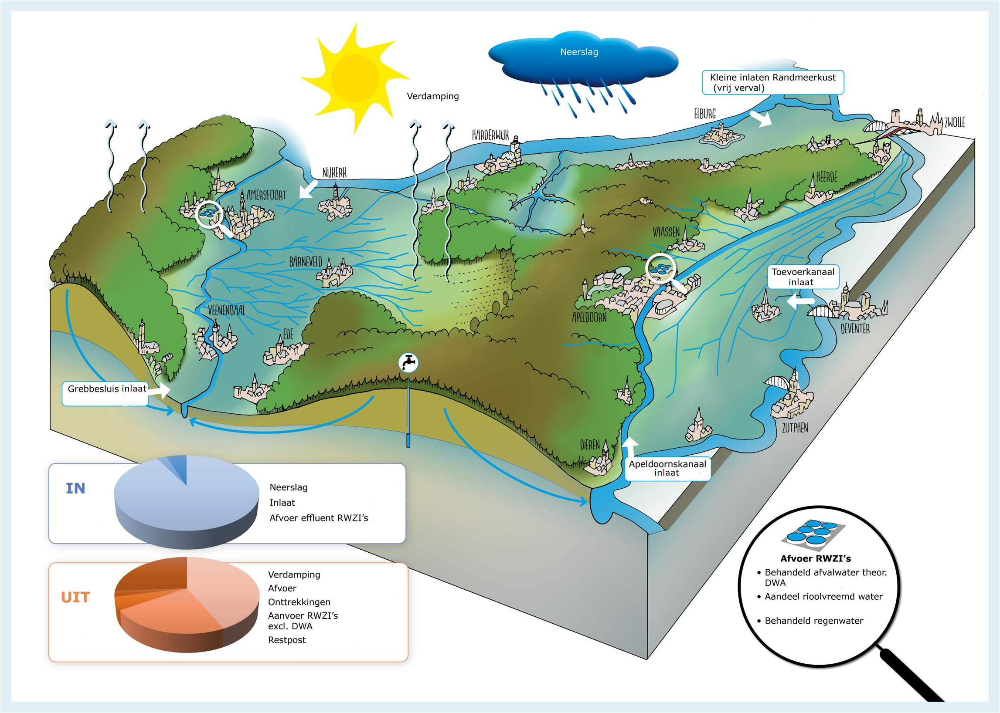 Neerslag
Kleine inlaten Randmeerkust
(vrij verval)
Verdamping
ELBURG
ZWOLLE
HARDERWIJK
NIJKERK
HEERDE
AMERSFOORT
VAASSEN
BARNEVELD
Toevoerkanaal
inlaat
VEENENDAAL
APELDOORN
DEVENTER
EDE
Grebbesluis inlaat
ZUTPHEN
DIEREN
Apeldoornskanaal
inlaat
IN
Neerslag
Inlaat
Afvoer effluent RWZI's
UIT
Verdamping
Afvoer
Onttrekkingen
Aanvoer RWZI's
excl. DWA
Restpost
Afvoer RWZI's
• Behandeld afvalwater theor.
DWA
• Aandeel rioolvreemd water
• Behandeld regenwater